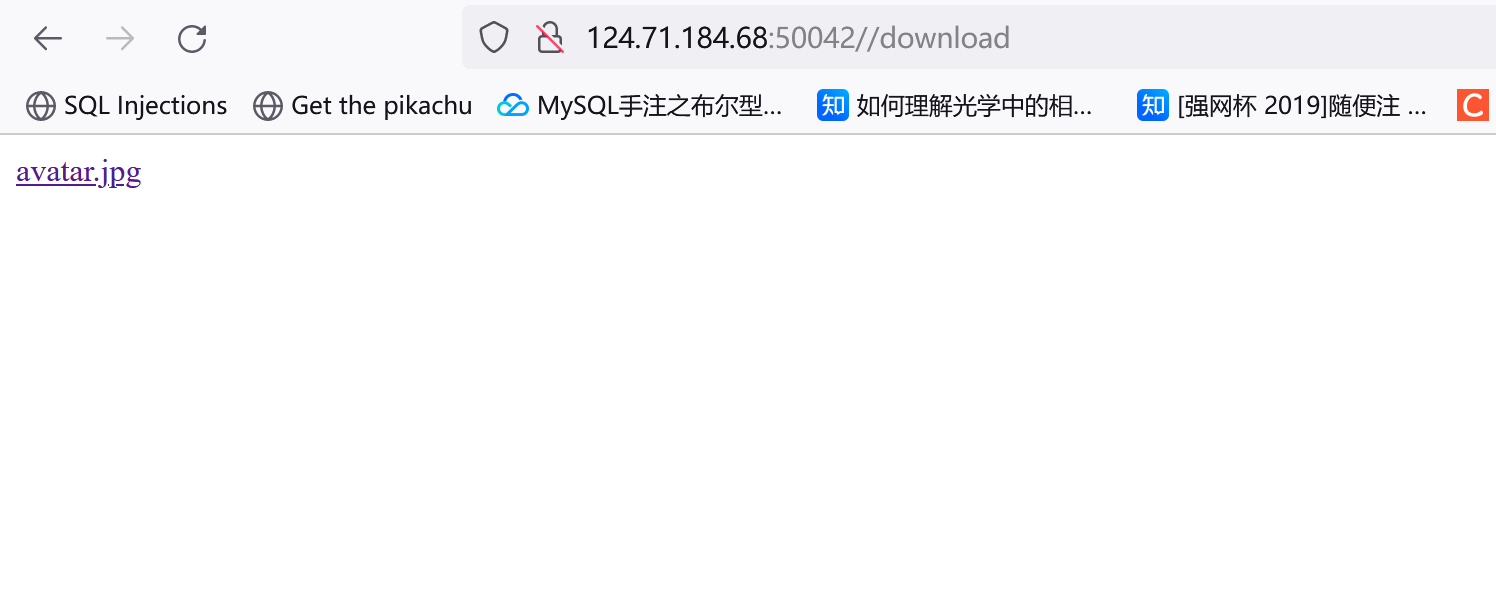 124.71.184.68:50042//download
SQL Injections Get the pikachu MySQL手注之布尔型... 知 如何理解光学中的相... 知 [强网杯 2019]随便注 ... C
avatar.jpg